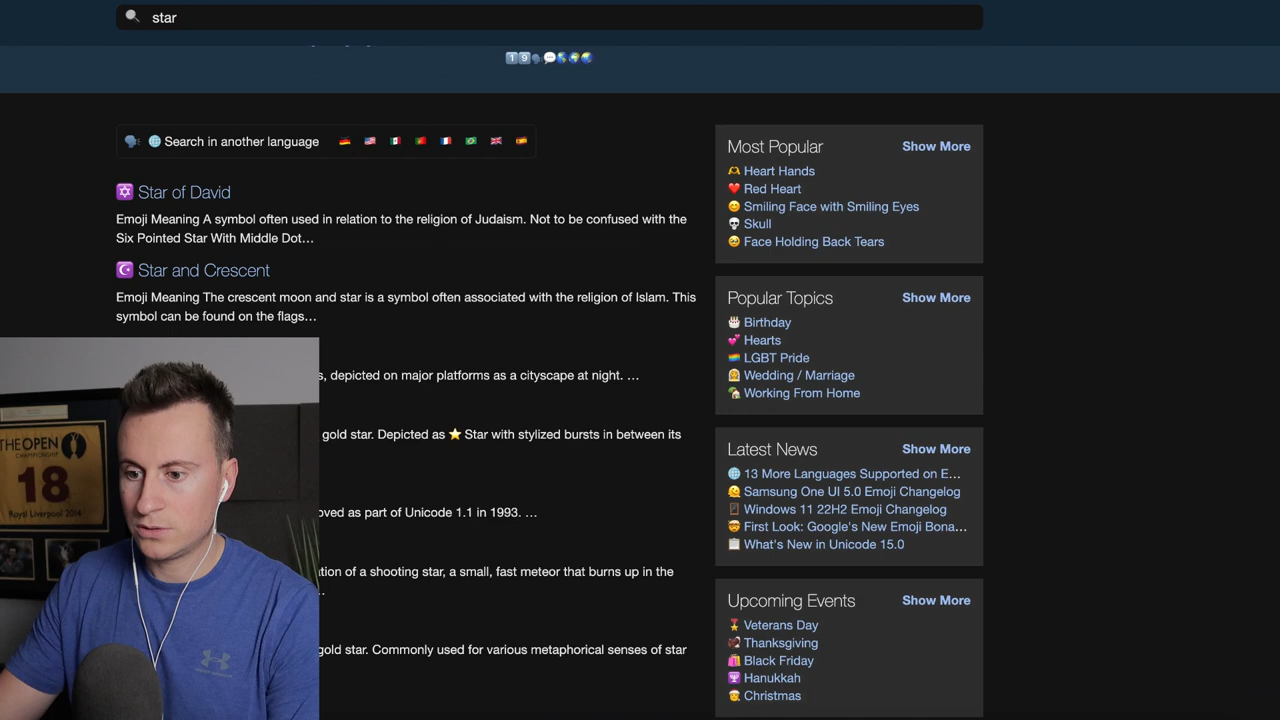 star
19
Search in another language
Star of David
Emoji Meaning A symbol often used in relation to the religion of Judaism. Not to be confused with the
Six Pointed Star With Middle Dot…
Star and Crescent
Emoji Meaning The crescent moon and star is a symbol often associated with the religion of Islam. This
symbol can be found on the flags…
s, depicted on major platforms as a cityscape at night. …
gold star. Depicted as ⭐ Star with stylized bursts in between its
oved as part of Unicode 1.1 in 1993. …
tion of a shooting star, a small, fast meteor that burns up in the
gold star. Commonly used for various metaphorical senses of star
THE OPEN
CHAMPIONSHIP
18
Royal Liverpool 2014
Most Popular
Show More
Heart Hands
Red Heart
Smiling Face with Smiling Eyes
Skull
Face Holding Back Tears
Popular Topics
Show More
Birthday
Hearts
LGBT Pride
Wedding / Marriage
Working From Home
Latest News
Show More
13 More Languages Supported on E…
Samsung One UI 5.0 Emoji Changelog
Windows 11 22H2 Emoji Changelog
First Look: Google's New Emoji Bona…
What's New in Unicode 15.0
Upcoming Events
Show More
Veterans Day
Thanksgiving
Black Friday
Hanukkah
Christmas